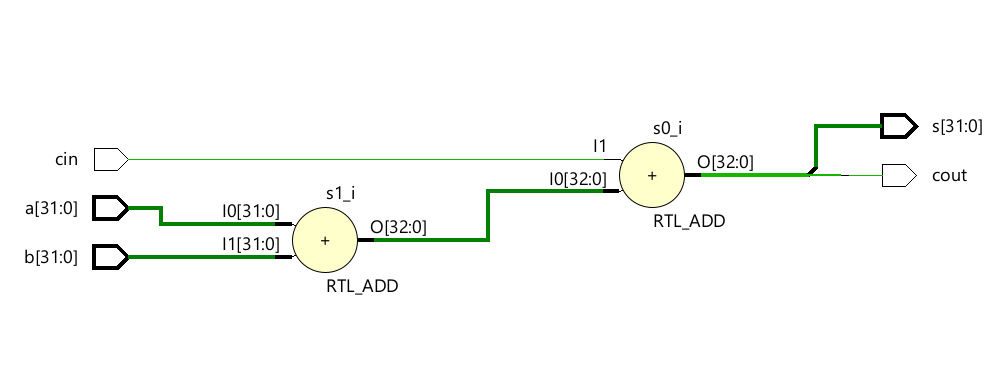 cin
a[31:0]
b[31:0]
s1_i
I0[31:0]
I1[31:0]
+
O[32:0]
RTL_ADD
s0_i
I1
I0[32:0]
+
O[32:0]
RTL_ADD
s[31:0]
cout